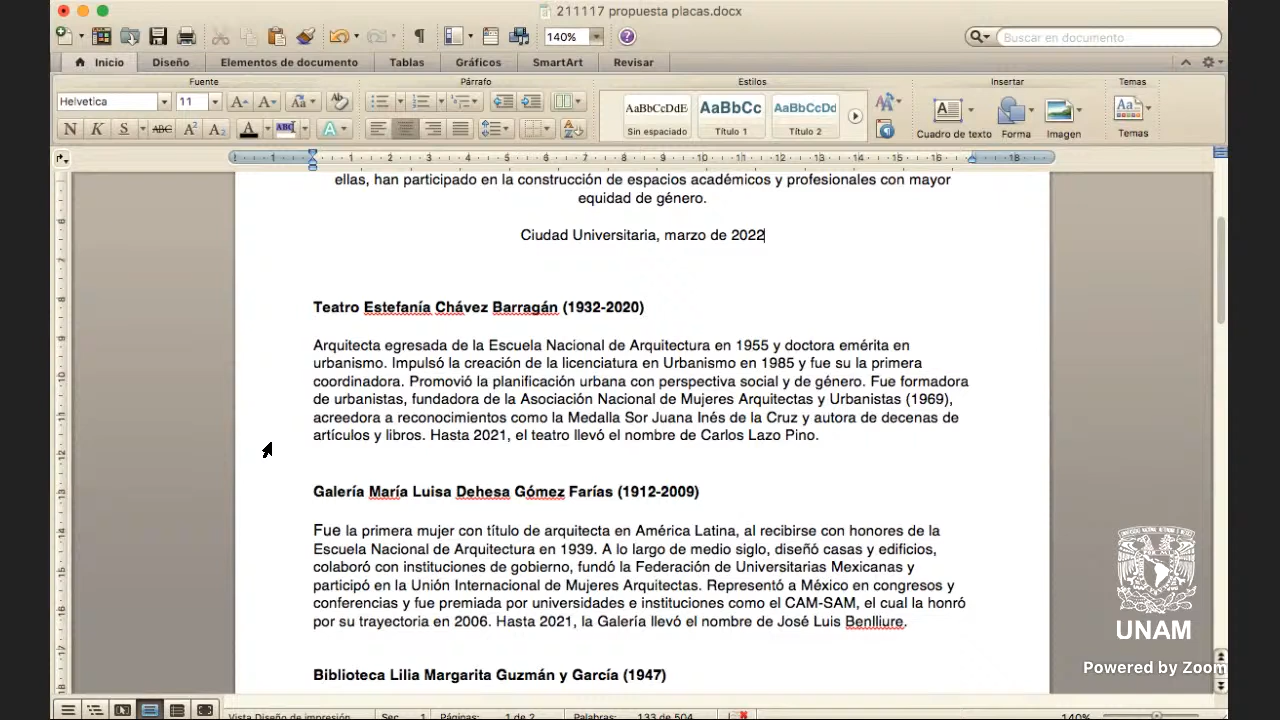 211117 propuesta placas.docx
140%
Buscar en documento
Inicio Diseño Elementos de documento Tablas Gráficos SmartArt Revisar
Fuente Párrafo Estilos Insertar Temas
Helvetica 11
AaBbCcDdE AaBbCc AaBbCcDd
Sin espaciado Título 1 Título 2 Cuadro de texto Forma Imagen Temas
N K S ABC A² A₂ A ABC A
ellas, han participado en la construcción de espacios académicos y profesionales con mayor
equidad de género.
Ciudad Universitaria, marzo de 2022
Teatro Estefanía Chávez Barragán (1932-2020)
Arquitecta egresada de la Escuela Nacional de Arquitectura en 1955 y doctora emérita en
urbanismo. Impulsó la creación de la licenciatura en Urbanismo en 1985 y fue su la primera
coordinadora. Promovió la planificación urbana con perspectiva social y de género. Fue formadora
de urbanistas, fundadora de la Asociación Nacional de Mujeres Arquitectas y Urbanistas (1969),
acreedora a reconocimientos como la Medalla Sor Juana Inés de la Cruz y autora de decenas de
artículos y libros. Hasta 2021, el teatro llevó el nombre de Carlos Lazo Pino.
Galería María Luisa Dehesa Gómez Farías (1912-2009)
Fue la primera mujer con título de arquitecta en América Latina, al recibirse con honores de la
Escuela Nacional de Arquitectura en 1939. A lo largo de medio siglo, diseñó casas y edificios,
colaboró con instituciones de gobierno, fundó la Federación de Universitarias Mexicanas y
participó en la Unión Internacional de Mujeres Arquitectas. Representó a México en congresos y
conferencias y fue premiada por universidades e instituciones como el CAM-SAM, el cual la honró
por su trayectoria en 2006. Hasta 2021, la Galería llevó el nombre de José Luis Benlliure.
Biblioteca Lilia Margarita Guzmán y García (1947)
UNAM
Powered by Zoom
Vista Diseño de impresión Sec. 1 Páginas: 1 de 2 Palabras: 133 de 504 140%